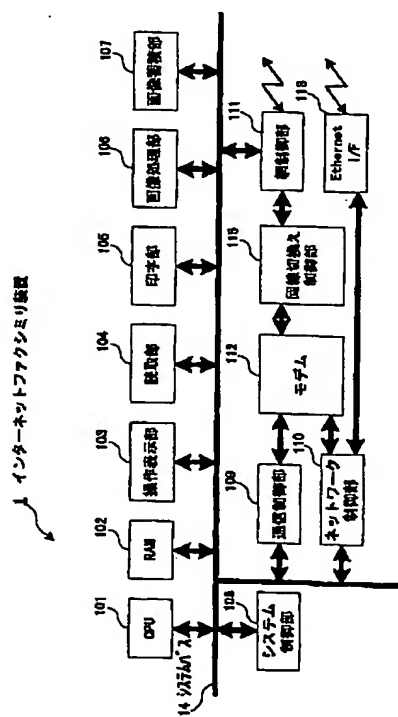 1 インターネットファクシミリ装置
101
CPU
102
RAM
103
操作表示部
104
読取部
105
印字部
106
画像処理部
107
画像蓄積部
14 システムバス
108
システム
制御部
109
通信制御部
110
ネットワーク
制御部
112
モデム
115
回線切換え
制御部
111
網制御部
113
Ethernet
I/F